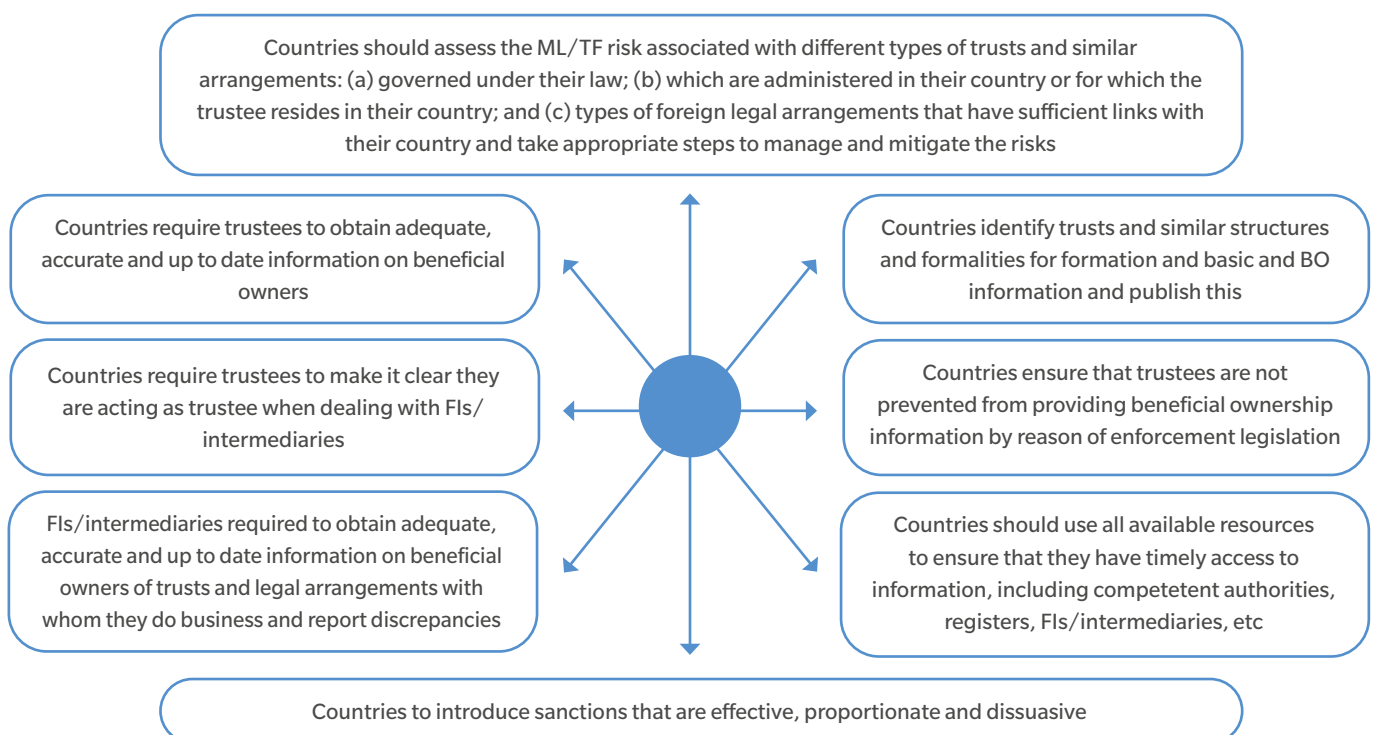 Countries should assess the ML/TF risk associated with different types of trusts and similar
arrangements: (a) governed under their law; (b) which are administered in their country or for which the
trustee resides in their country; and (c) types of foreign legal arrangements that have sufficient links with
their country and take appropriate steps to manage and mitigate the risks
Countries require trustees to obtain adequate,
accurate and up to date information on beneficial
owners
Countries identify trusts and similar structures
and formalities for formation and basic and BO
information and publish this
Countries require trustees to make it clear they
are acting as trustee when dealing with FIs/
intermediaries
Countries ensure that trustees are not
prevented from providing beneficial ownership
information by reason of enforcement legislation
FIs/intermediaries required to obtain adequate,
accurate and up to date information on beneficial
owners of trusts and legal arrangements with
whom they do business and report discrepancies
Countries should use all available resources
to ensure that they have timely access to
information, including competetent authorities,
registers, FIs/intermediaries, etc
Countries to introduce sanctions that are effective, proportionate and dissuasive